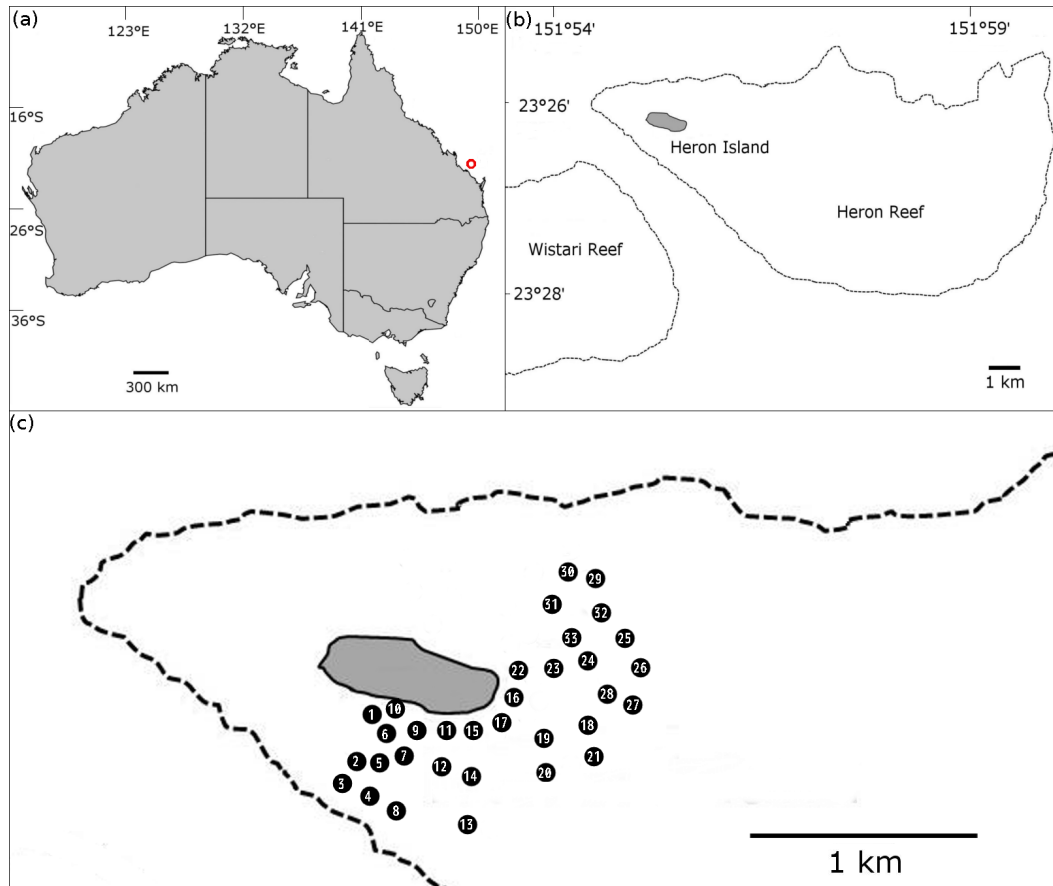 (a)
123°E 132°E 141°E 150°E
16°S
26°S
36°S
300 km
(b)
151°54' 151°59'
23°26'
Heron Island
Heron Reef
Wistari Reef
23°28'
1 km
(c)
30 29
31 32
33 25
22 23 24 26
16 28 27
1 10
6 9 11 15 17 19 18
2 5 7 12 14 20 21
3 4 8 13
1 km